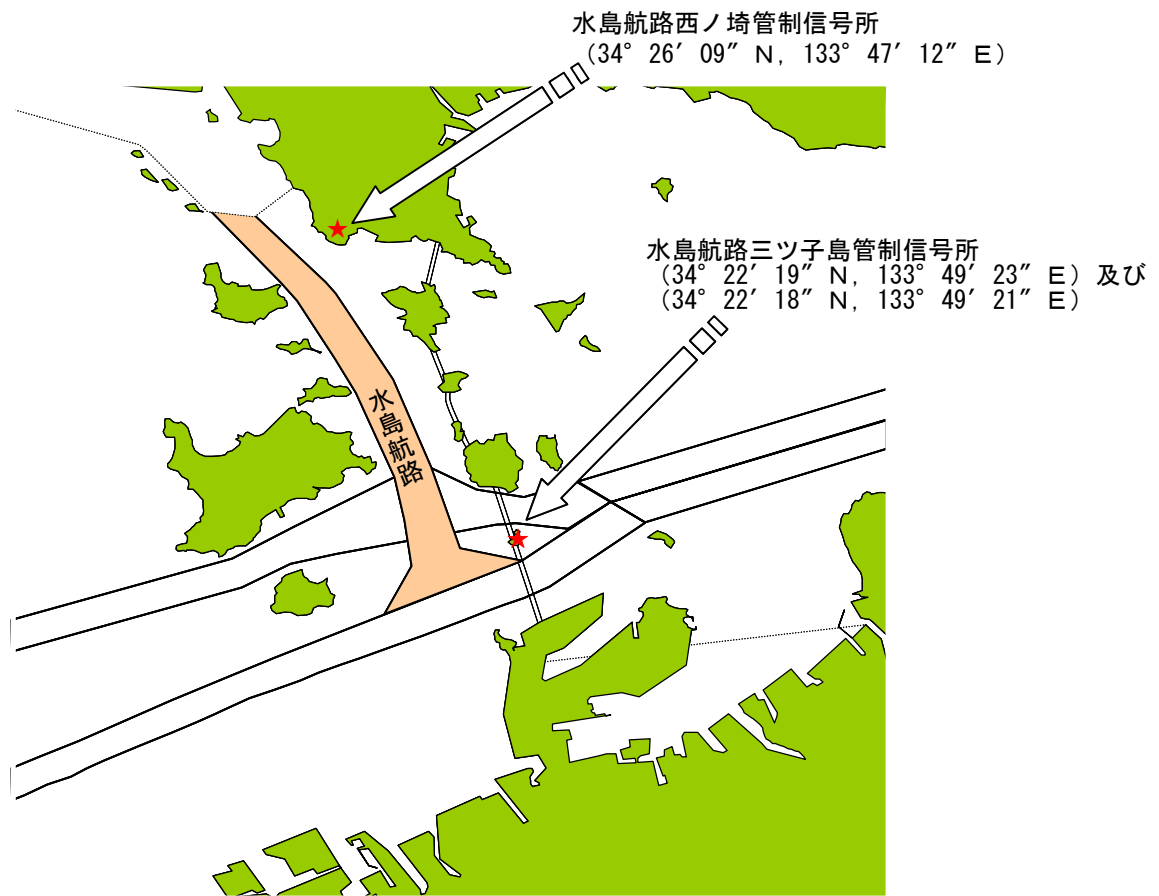 水島航路西ノ埼管制信号所
（34° 26′ 09″ N, 133° 47′ 12″ E）
水島航路三ツ子島管制信号所
（34° 22′ 19″ N, 133° 49′ 23″ E）及び
（34° 22′ 18″ N, 133° 49′ 21″ E）
水島航路